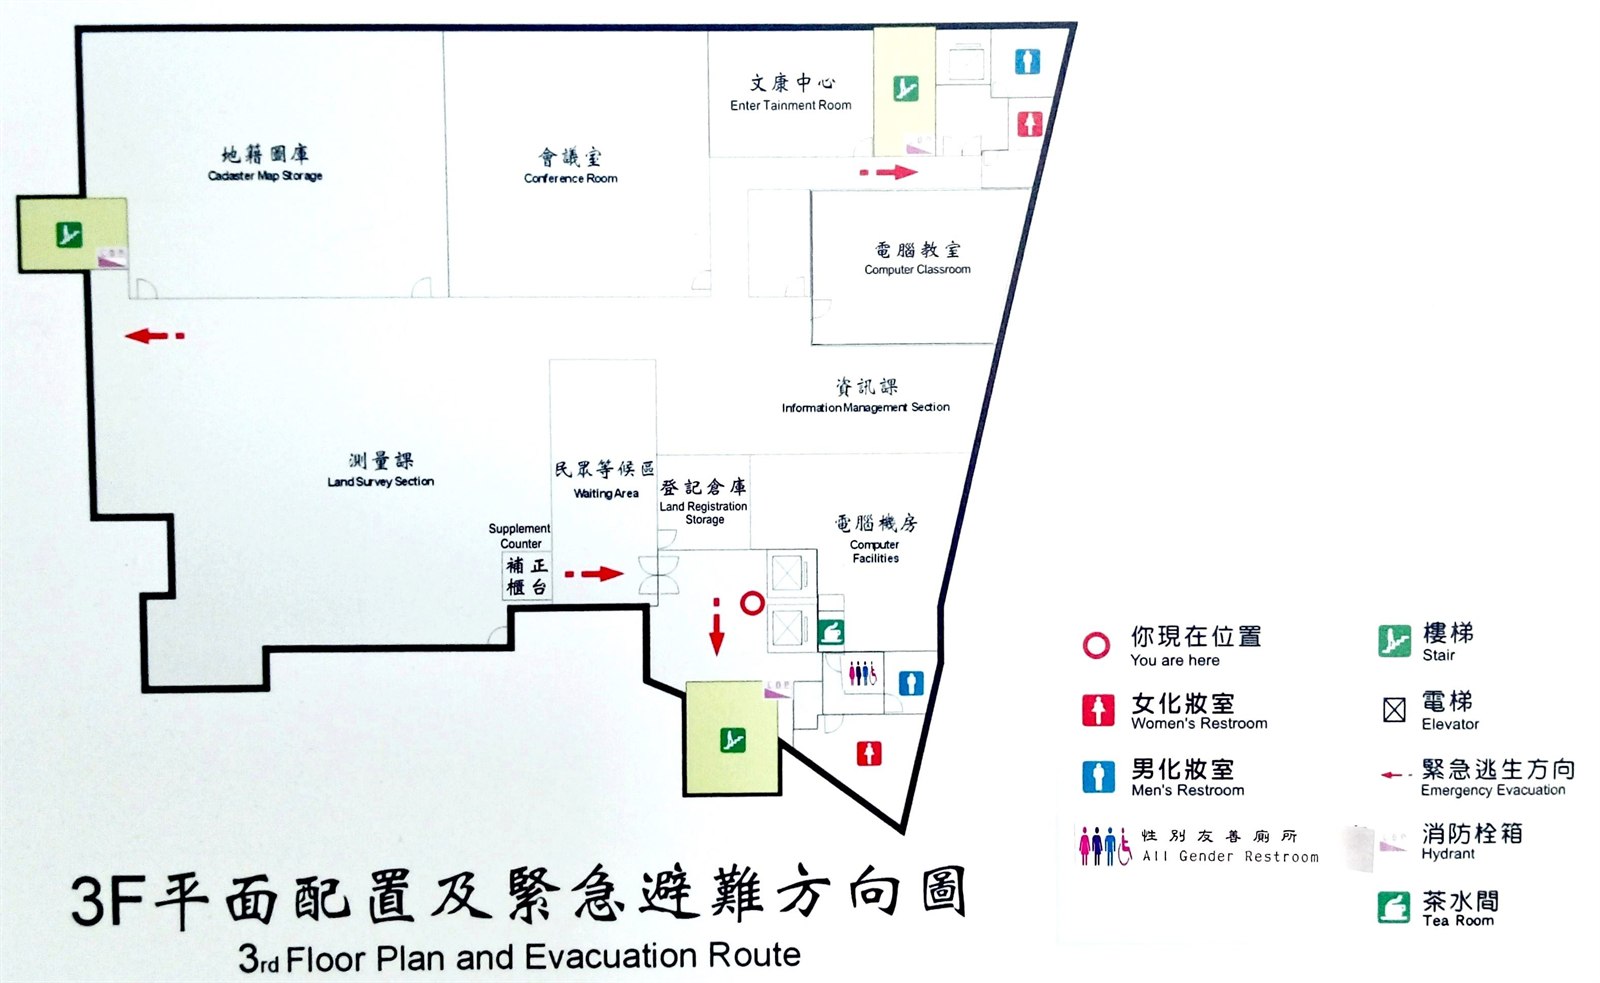 文康中心
Enter Tainment Room
地籍圖庫
Cadaster Map Storage
會議室
Conference Room
電腦教室
Computer Classroom
資訊課
Information Management Section
測量課
Land Survey Section
民眾等候區
Waiting Area
登記倉庫
Land Registration
Storage
電腦機房
Computer
Facilities
Supplement
Counter
補正
櫃台
你現在位置
You are here
女化妝室
Women's Restroom
男化妝室
Men's Restroom
性別友善廁所
All Gender Restroom
樓梯
Stair
電梯
Elevator
緊急逃生方向
Emergency Evacuation
消防栓箱
Hydrant
茶水間
Tea Room
3F平面配置及緊急避難方向圖
3rd Floor Plan and Evacuation Route